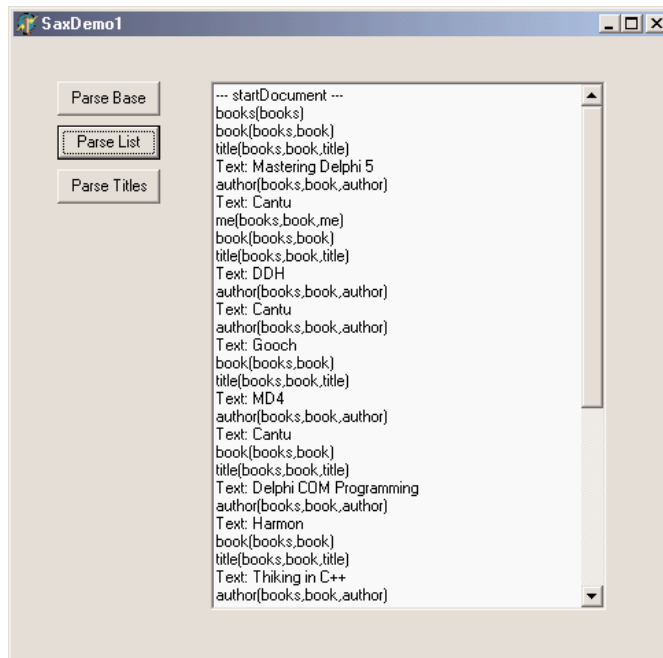 SaxDemo1
Parse Base
Parse List
Parse Titles
--- startDocument ---
books(books)
book(books,book)
title(books,book,title)
Text: Mastering Delphi 5
author(books,book,author)
Text: Cantu
me(books,book,me)
book(books,book)
title(books,book,title)
Text: DDH
author(books,book,author)
Text: Cantu
author(books,book,author)
Text: Gooch
book(books,book)
title(books,book,title)
Text: MD4
author(books,book,author)
Text: Cantu
book(books,book)
title(books,book,title)
Text: Delphi COM Programming
author(books,book,author)
Text: Harmon
book(books,book)
title(books,book,title)
Text: Thiking in C++
author(books,book,author)